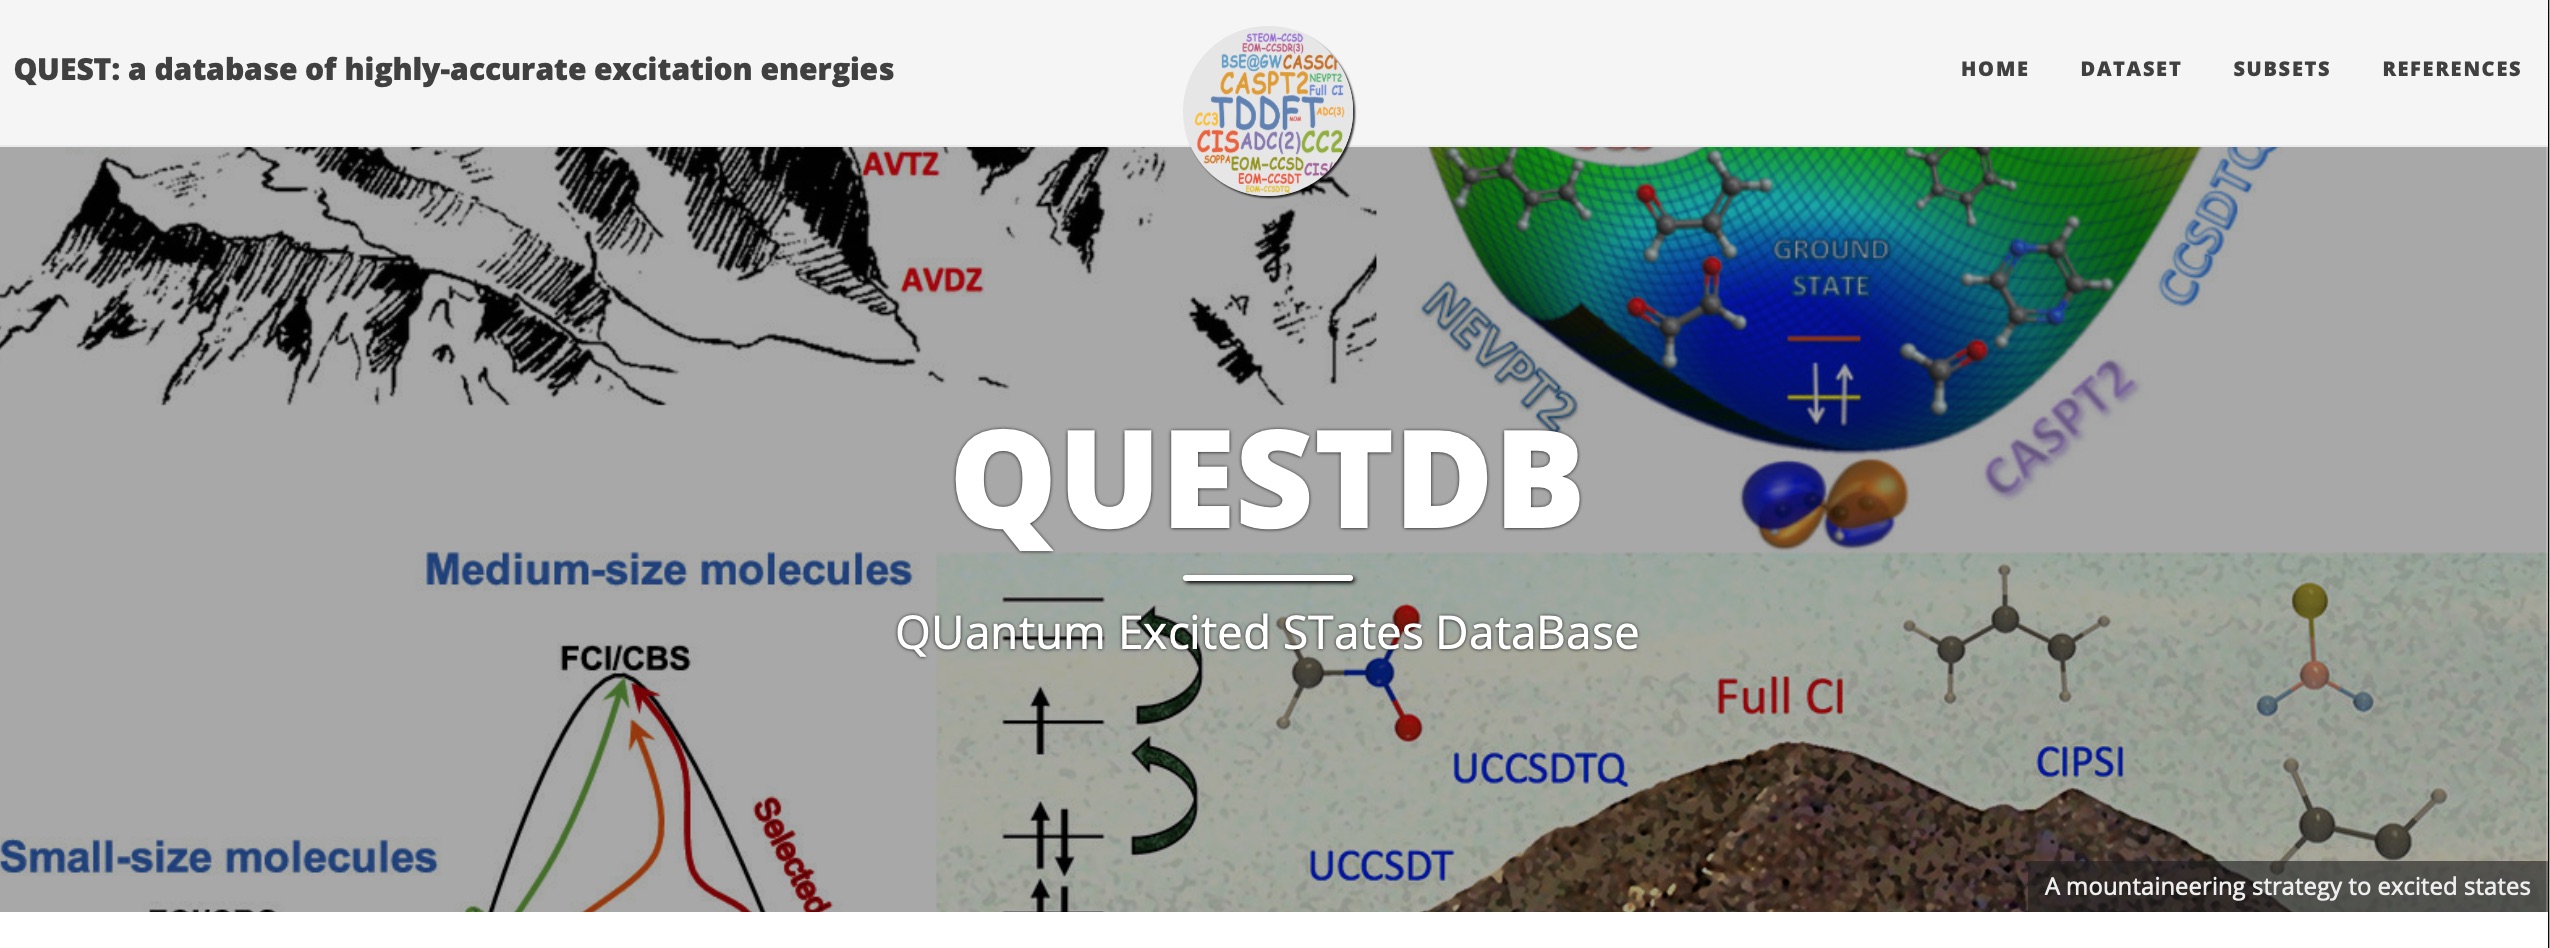 QUEST: a database of highly-accurate excitation energies
HOME DATASET SUBSETS REFERENCES
STEOM-CCSD
EOM-CCSDR(3)
BSE@GW CASSCF
CASPT2 NEVPT2
Full CI
TDDFT
CC3 ADC(3)
CIS ADC(2) CC2
SOPPA EOM-CCSD CIS(
EOM-CCSDT
EOM-CCSDTQ
AVTZ
AVDZ
CCSDTQ
GROUND
STATE
NEVPT2
CASPT2
QUESTDB
QUantum Excited STates DataBase
Medium-size molecules
FCI/CBS
Small-size molecules
Selected
Full CI
UCCSDTQ
CIPSI
UCCSDT
A mountaineering strategy to excited states